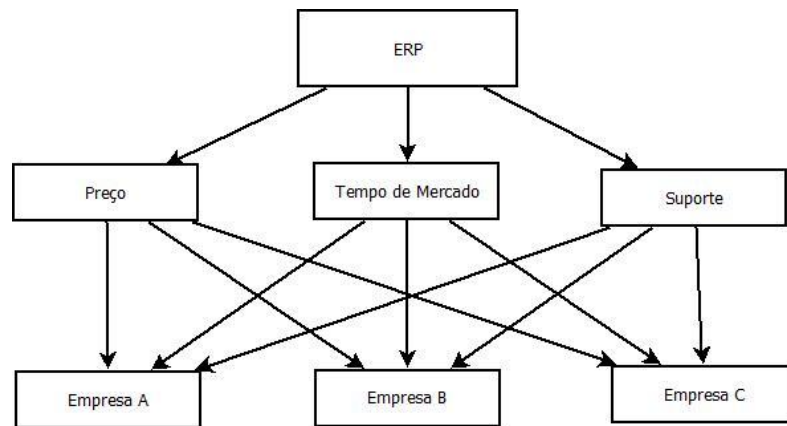 ERP
Preço
Tempo de Mercado
Suporte
Empresa A
Empresa B
Empresa C